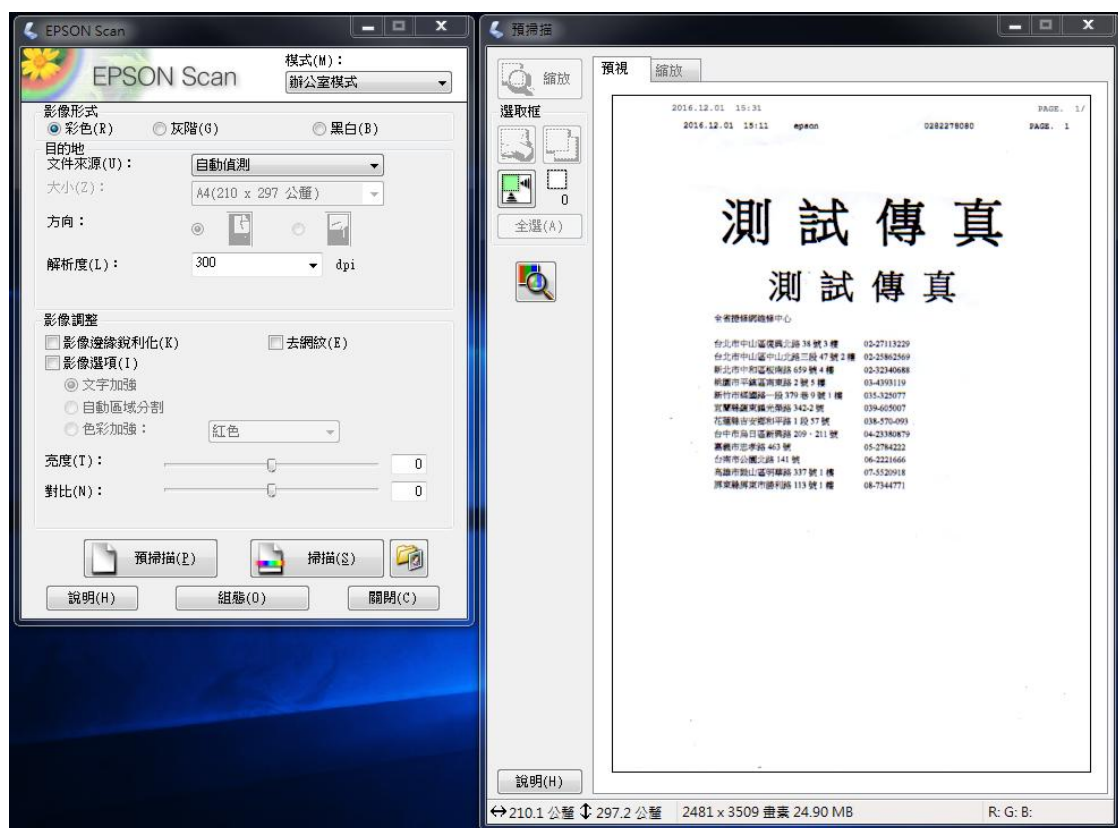 EPSON Scan
EPSON Scan
模式(M)：
辦公室模式
影像形式
彩色(R)
灰階(G)
黑白(B)
目的地
文件來源(U)：
自動偵測
大小(Z)：
A4(210 x 297 公釐)
方向：
解析度(L)：
300
dpi
影像調整
影像邊緣銳利化(K)
去網紋(E)
影像選項(I)
文字加強
自動區域分割
色彩加強：
紅色
亮度(T)：
0
對比(N)：
0
預掃描(P)
掃描(S)
說明(H)
組態(O)
關閉(C)
預掃描
縮放
選取框
0
全選(A)
預視
縮放
2016.12.01 15:31 PAGE. 1/
2016.12.01 15:11 epson 0282278080 PAGE. 1
測試傳真
測試傳真
台北市中山區復興北路 38 號 3 樓 02-27113229
台北市中山區中山北路三段 47 號 2 樓 02-25862569
新北市中和區板南路 659 號 4 樓 02-32340688
桃園市平鎮區南東路 2 號 5 樓 03-4393119
新竹市經國路一段 379 巷 9 號 1 樓 035-325077
宜蘭縣羅東鎮光榮路 342-2 號 039-605007
花蓮縣吉安鄉和平路 1 段 57 號 038-570-093
台中市烏日區新興路 209、211 號 04-23380879
嘉義市忠孝路 463 號 05-2784222
台南市公園北路 141 號 06-2221666
高雄市鼓山區明華路 337 號 1 樓 07-5520918
屏東縣屏東市勝利路 113 號 1 樓 08-7344771
說明(H)
210.1 公釐 297.2 公釐 2481 x 3509 畫素 24.90 MB R: G: B: